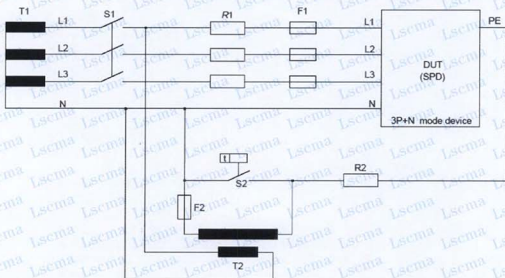 T1
S1
R1
F1
L1
L1
PE
L2
L2
DUT
(SPD)
L3
L3
N
N
3P+N mode device
t
S2
R2
F2
T2
Lscma